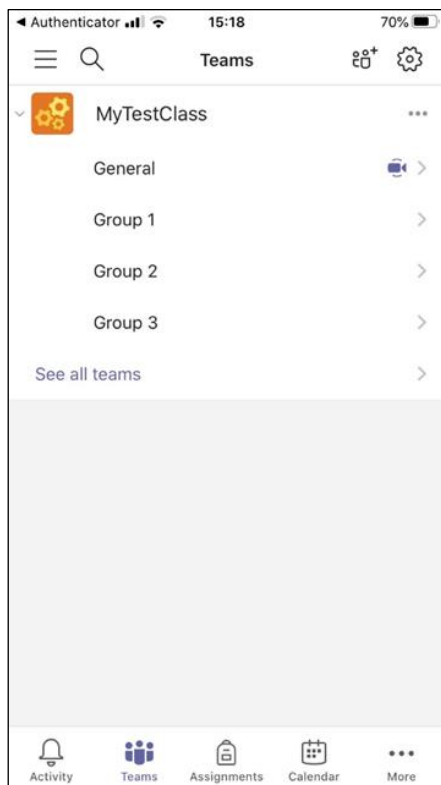 Authenticator 15:18 70%
Teams
MyTestClass
General
Group 1
Group 2
Group 3
See all teams
Activity Teams Assignments Calendar More